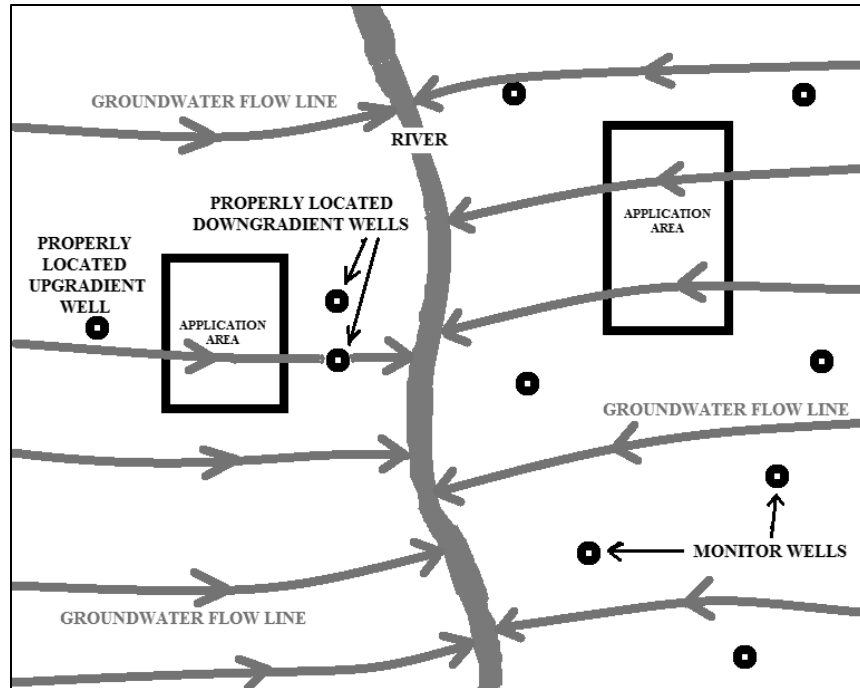 GROUNDWATER FLOW LINE
RIVER
PROPERLY LOCATED
DOWNGRADIENT WELLS
PROPERLY
LOCATED
UPGRADIENT
WELL
APPLICATION
AREA
APPLICATION
AREA
GROUNDWATER FLOW LINE
MONITOR WELLS
GROUNDWATER FLOW LINE